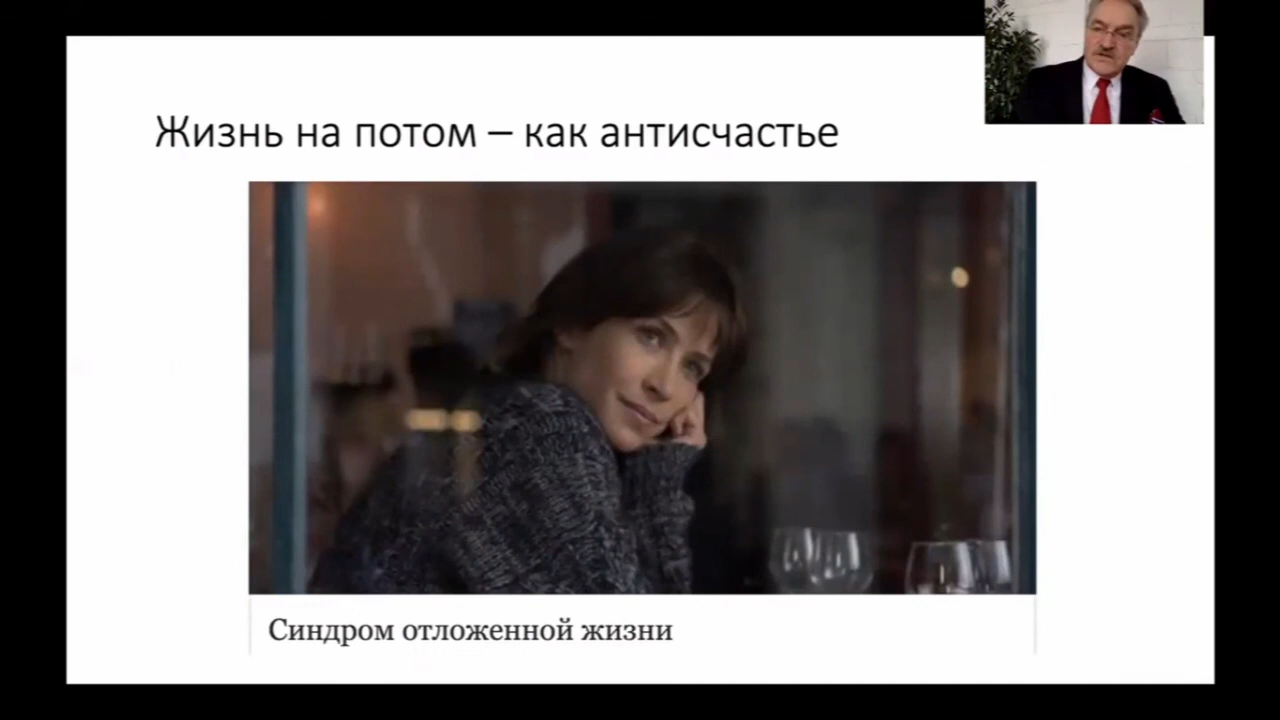 Жизнь на потом – как антисчастье
Синдром отложенной жизни